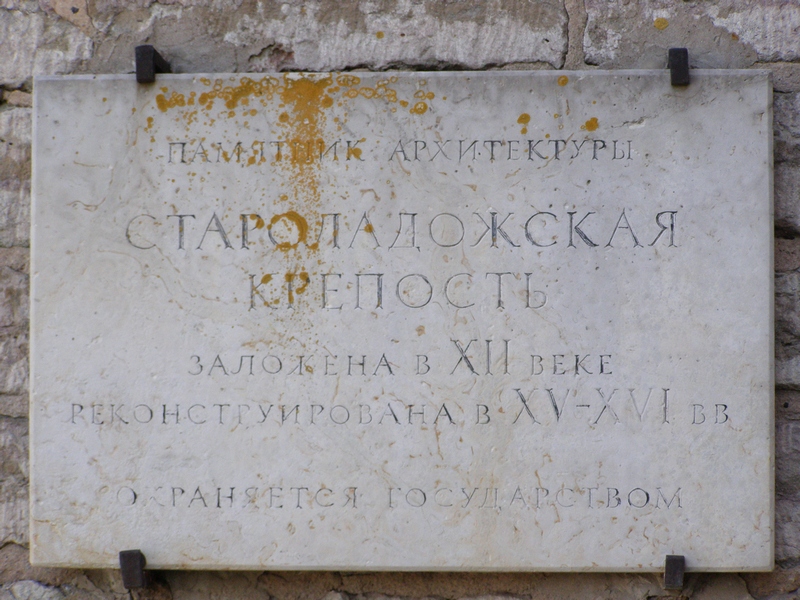 ПАМЯТНИК АРХИТЕКТУРЫ
СТАРОЛАДОЖСКАЯ
КРЕПОСТЬ
ЗАЛОЖЕНА В XII ВЕКЕ
РЕКОНСТРУИРОВАНА В XV-XVI ВВ
ОХРАНЯЕТСЯ ГОСУДАРСТВОМ